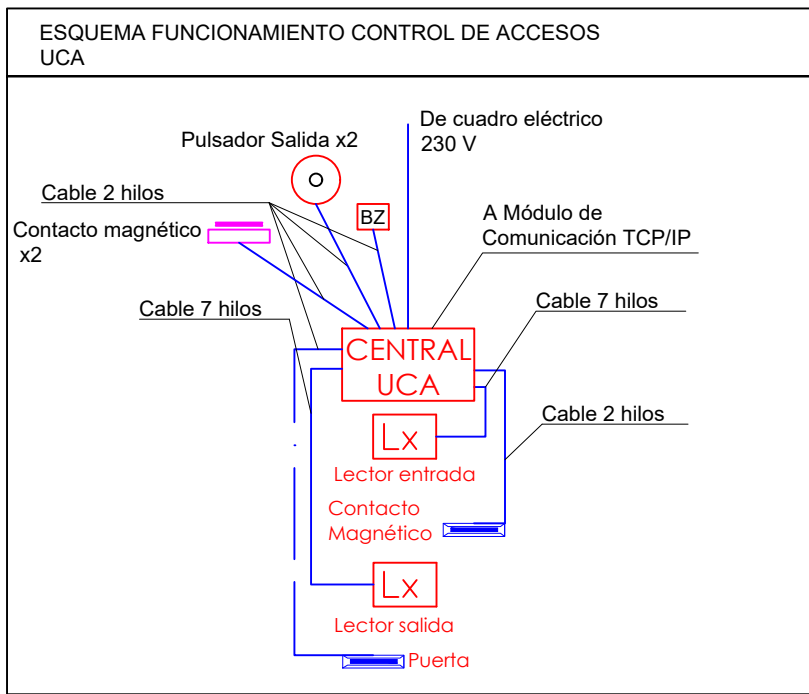 ESQUEMA FUNCIONAMIENTO CONTROL DE ACCESOS
UCA
De cuadro eléctrico
230 V
Pulsador Salida x2
Cable 2 hilos
BZ
A Módulo de
Comunicación TCP/IP
Contacto magnético
x2
Cable 7 hilos
Cable 7 hilos
CENTRAL
UCA
Cable 2 hilos
Lx
Lector entrada
Contacto
Magnético
Lx
Lector salida
Puerta